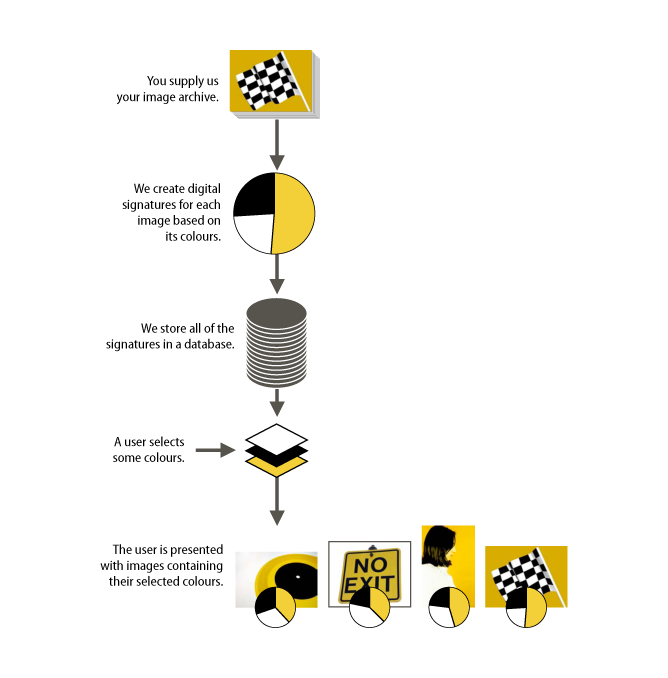 You supply us
your image archive.
We create digital
signatures for each
image based on
its colours.
We store all of the
signatures in a database.
A user selects
some colours.
The user is presented
with images containing
their selected colours.
NO
EXIT